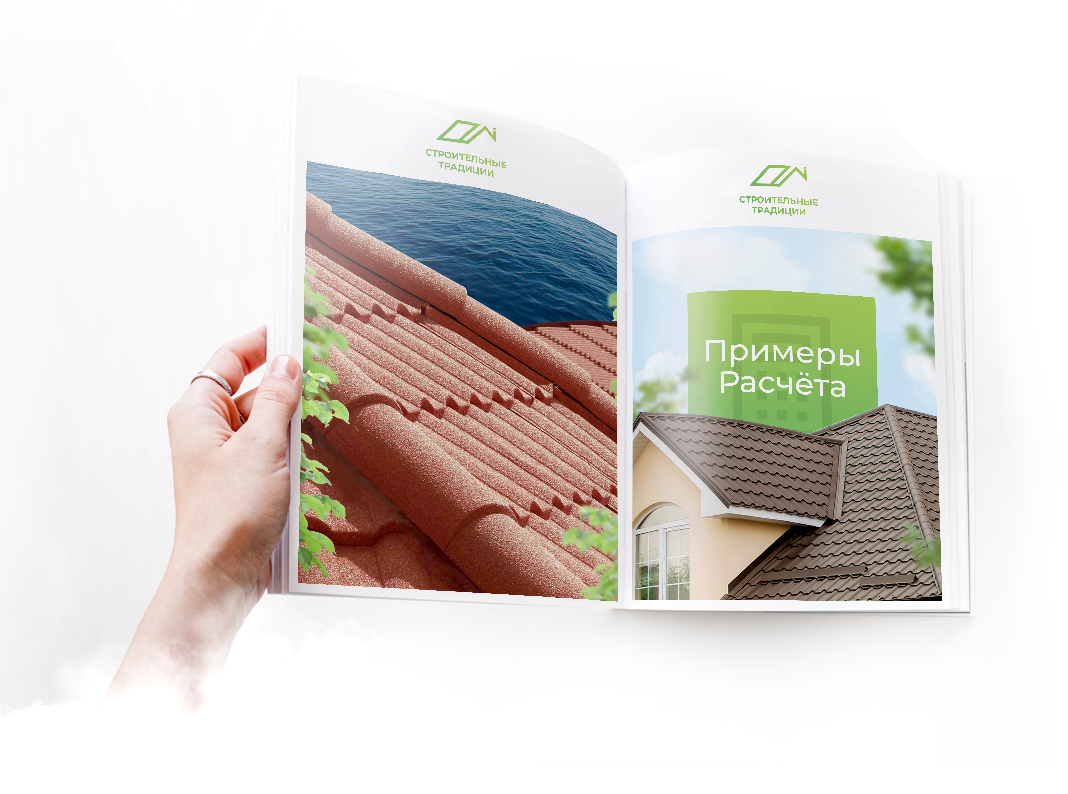 СТРОИТЕЛЬНЫЕ
ТРАДИЦИИ
СТРОИТЕЛЬНЫЕ
ТРАДИЦИИ
Примеры
Расчёта